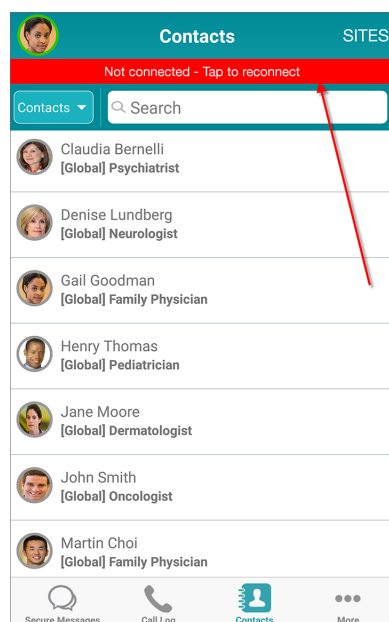 Contacts
SITES
Not connected - Tap to reconnect
Contacts
Search
Claudia Bernelli
[Global] Psychiatrist
Denise Lundberg
[Global] Neurologist
Gail Goodman
[Global] Family Physician
Henry Thomas
[Global] Pediatrician
Jane Moore
[Global] Dermatologist
John Smith
[Global] Oncologist
Martin Choi
[Global] Family Physician
Secure Messages
Call Log
Contacts
More